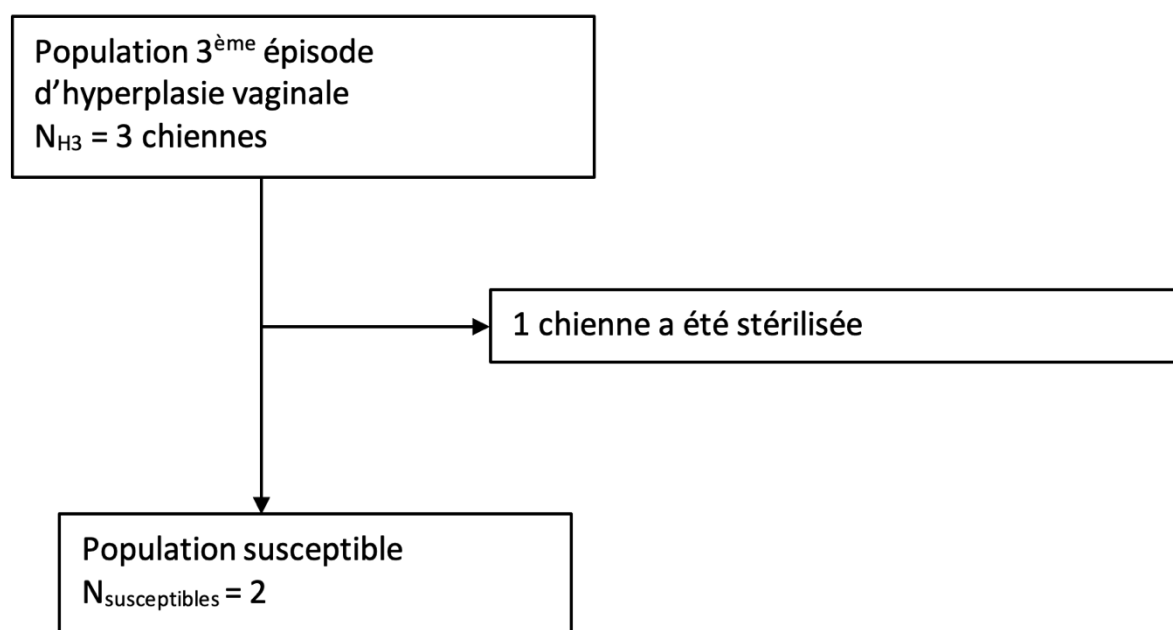 Population 3ème épisode
d’hyperplasie vaginale
NH3 = 3 chiennes
1 chienne a été stérilisée
Population susceptible
Nsusceptibles = 2